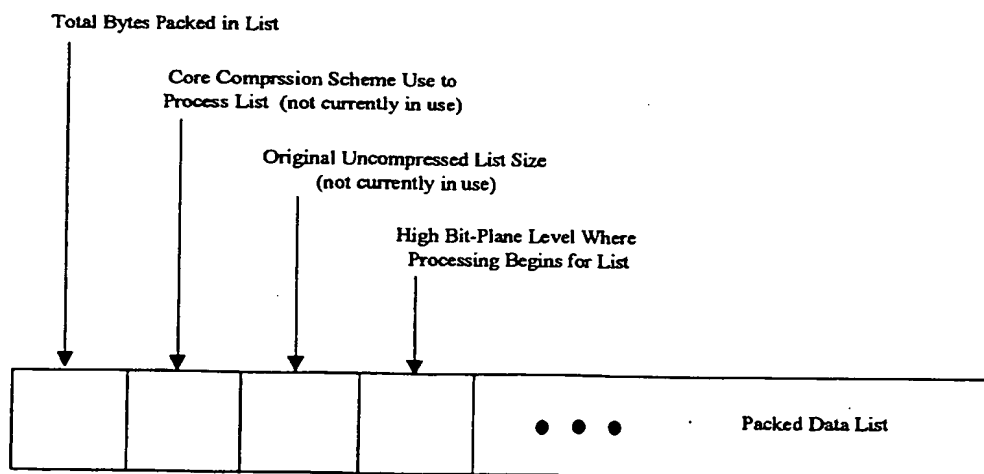 Total Bytes Packed in List
Core Comprssion Scheme Use to
Process List (not currently in use)
Original Uncompressed List Size
(not currently in use)
High Bit-Plane Level Where
Processing Begins for List
Packed Data List